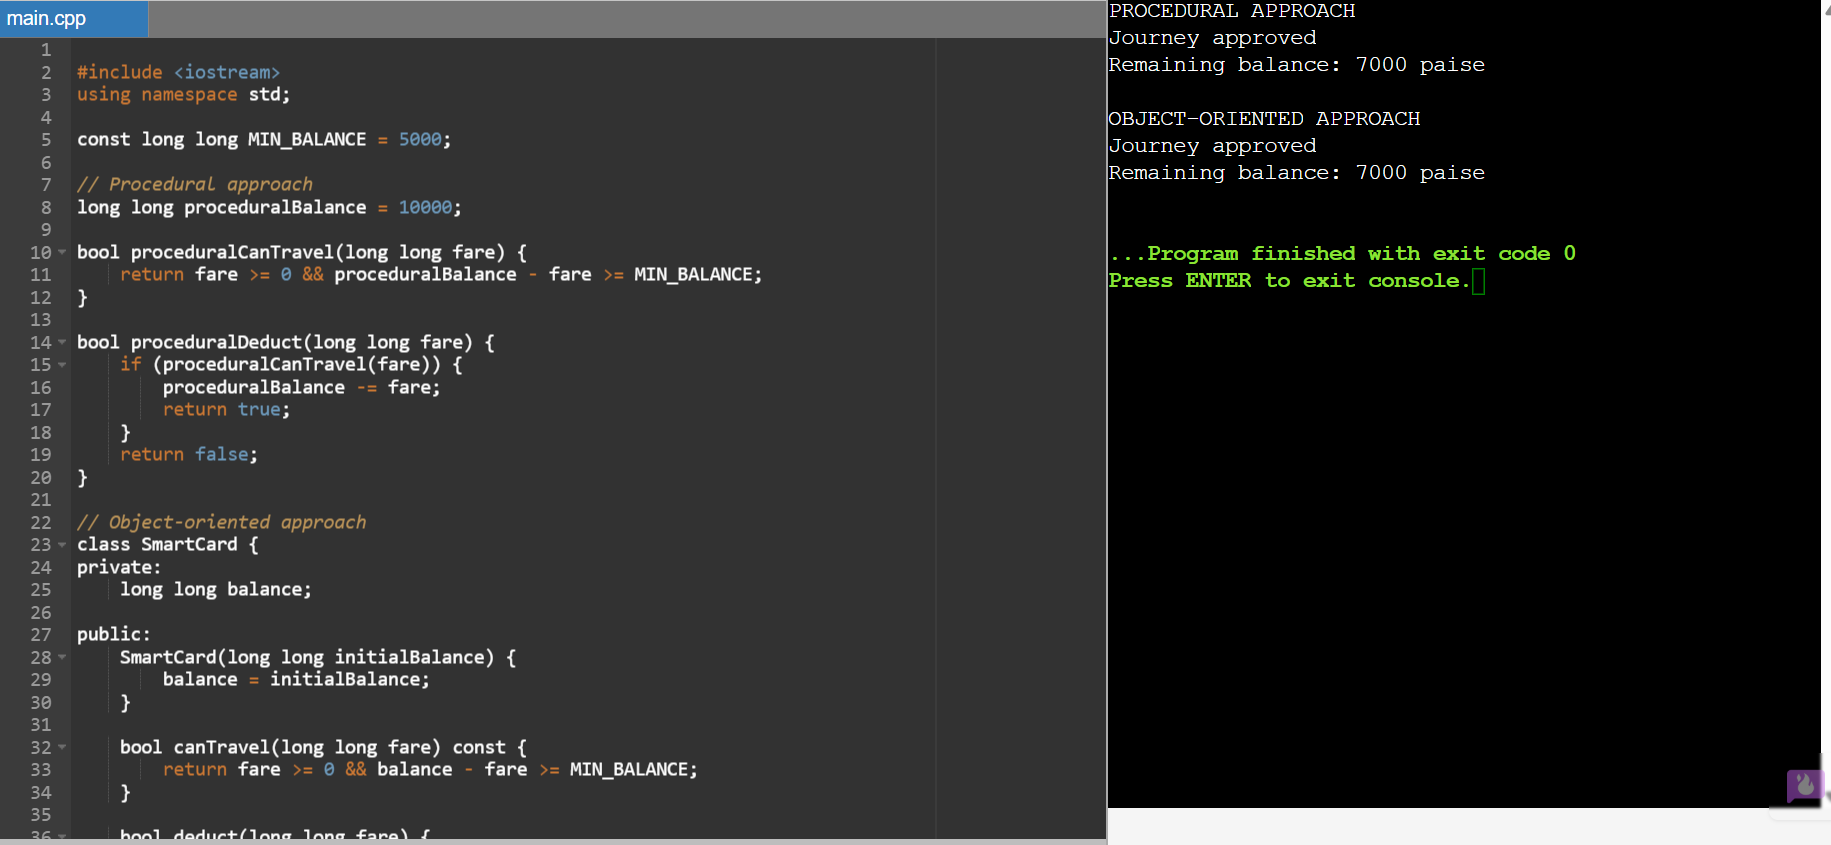 main.cpp
1
2 #include <iostream>
3 using namespace std;
4
5 const long long MIN_BALANCE = 5000;
6
7 // Procedural approach
8 long long proceduralBalance = 10000;
9
10 bool proceduralCanTravel(long long fare) {
11     return fare >= 0 && proceduralBalance - fare >= MIN_BALANCE;
12 }
13
14 bool proceduralDeduct(long long fare) {
15     if (proceduralCanTravel(fare)) {
16         proceduralBalance -= fare;
17         return true;
18     }
19     return false;
20 }
21
22 // Object-oriented approach
23 class SmartCard {
24 private:
25     long long balance;
26
27 public:
28     SmartCard(long long initialBalance) {
29         balance = initialBalance;
30     }
31
32     bool canTravel(long long fare) const {
33         return fare >= 0 && balance - fare >= MIN_BALANCE;
34     }
35
36     bool deduct(long long fare) {
PROCEDURAL APPROACH
Journey approved
Remaining balance: 7000 paise
OBJECT-ORIENTED APPROACH
Journey approved
Remaining balance: 7000 paise
...Program finished with exit code 0
Press ENTER to exit console.